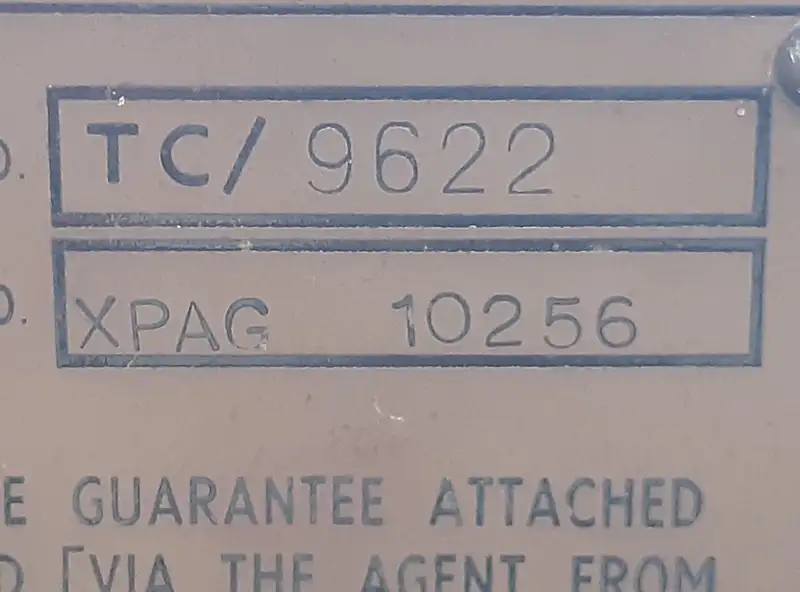 O. TC/ 9622
O. XPAG 10256
E GUARANTEE ATTACHED
D [VIA THE AGENT FROM